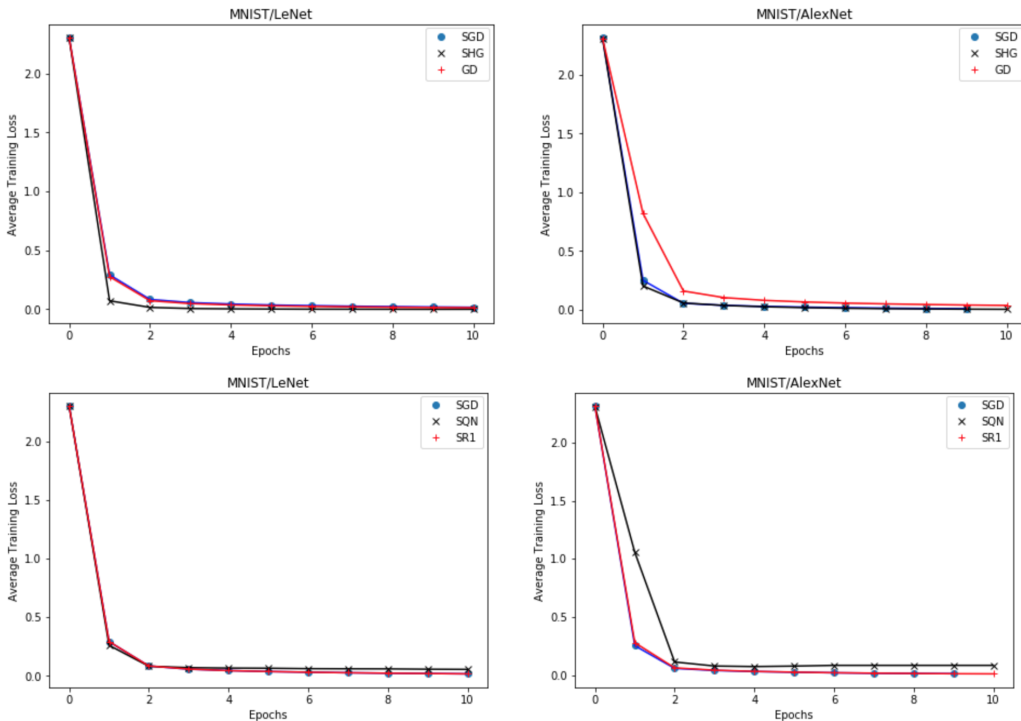 MNIST/LeNet
SGD
SHG
GD
Average Training Loss
2.0
1.5
1.0
0.5
0.0
0 2 4 6 8 10
Epochs
MNIST/AlexNet
SGD
SHG
GD
Average Training Loss
2.0
1.5
1.0
0.5
0.0
0 2 4 6 8 10
Epochs
MNIST/LeNet
SGD
SQN
SR1
Average Training Loss
2.0
1.5
1.0
0.5
0.0
0 2 4 6 8 10
Epochs
MNIST/AlexNet
SGD
SQN
SR1
Average Training Loss
2.0
1.5
1.0
0.5
0.0
0 2 4 6 8 10
Epochs